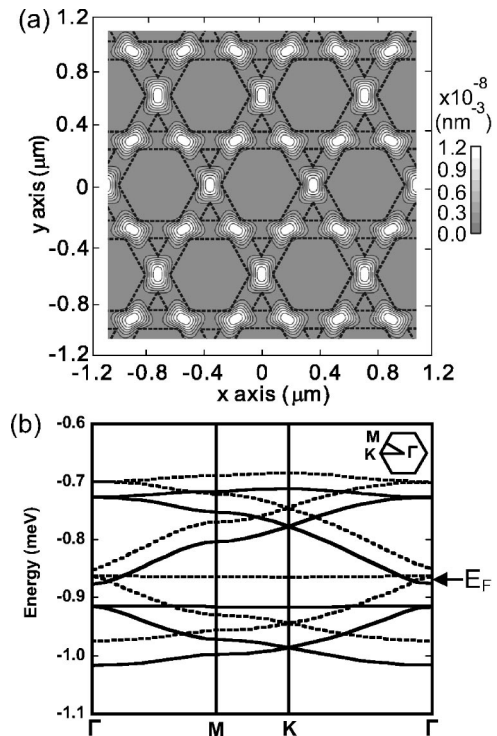 (a)
1.2
0.8
0.4
0
-0.4
-0.8
-1.2
y axis (μm)
-1.2 -0.8 -0.4 0 0.4 0.8 1.2
x axis (μm)
x10-8
(nm-3)
1.2
0.9
0.6
0.3
0.0
(b)
-0.6
-0.7
-0.8
-0.9
-1.0
-1.1
Energy (meV)
M
K
Γ
EF
Γ M K Γ